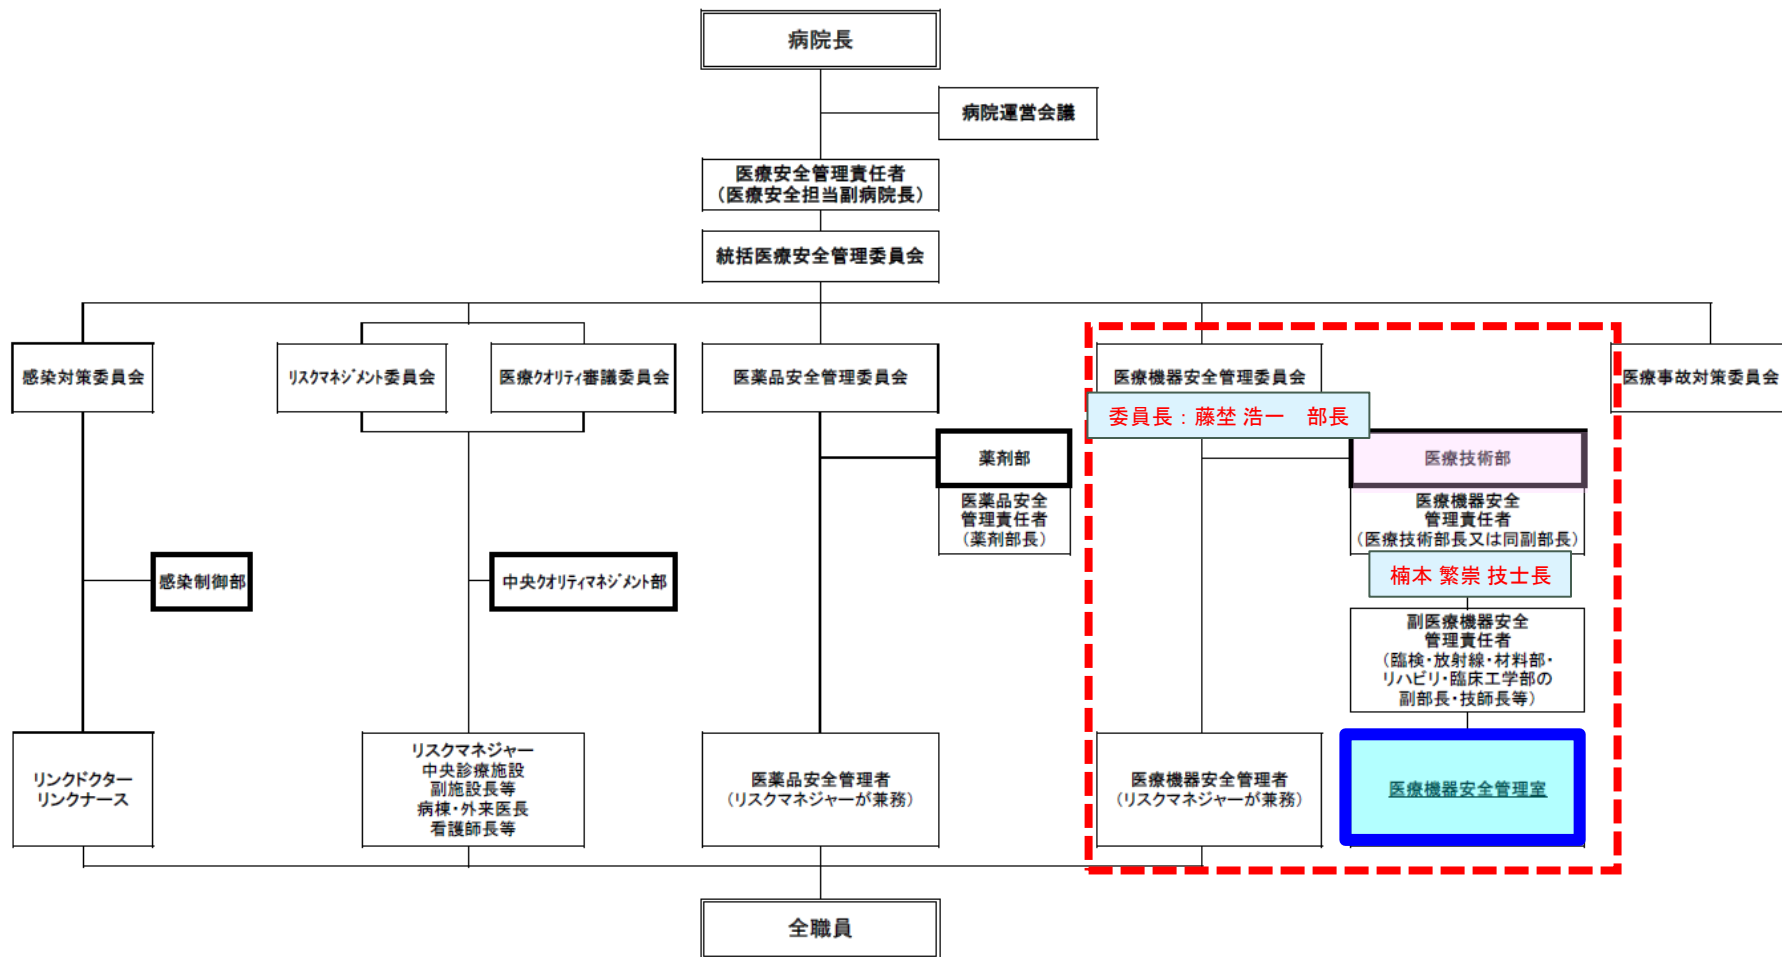 病院長
病院運営会議
医療安全管理責任者
（医療安全担当副病院長）
統括医療安全管理委員会
感染対策委員会
リスクマネジメント委員会
医療クオリティ審議委員会
医薬品安全管理委員会
医療機器安全管理委員会
医療事故対策委員会
委員長：藤埜 浩一　部長
薬剤部
医薬品安全
管理責任者
（薬剤部長）
医療技術部
医療機器安全
管理責任者
（医療技術部長又は同副部長）
楠本 繁崇 技士長
感染制御部
中央クオリティマネジメント部
副医療機器安全
管理責任者
（臨検・放射線・材料部・
リハビリ・臨床工学部の
副部長・技師長等）
リンクドクター
リンクナース
リスクマネジャー
中央診療施設
副施設長等
病棟・外来医長
看護師長等
医薬品安全管理者
（リスクマネジャーが兼務）
医療機器安全管理者
（リスクマネジャーが兼務）
医療機器安全管理室
全職員